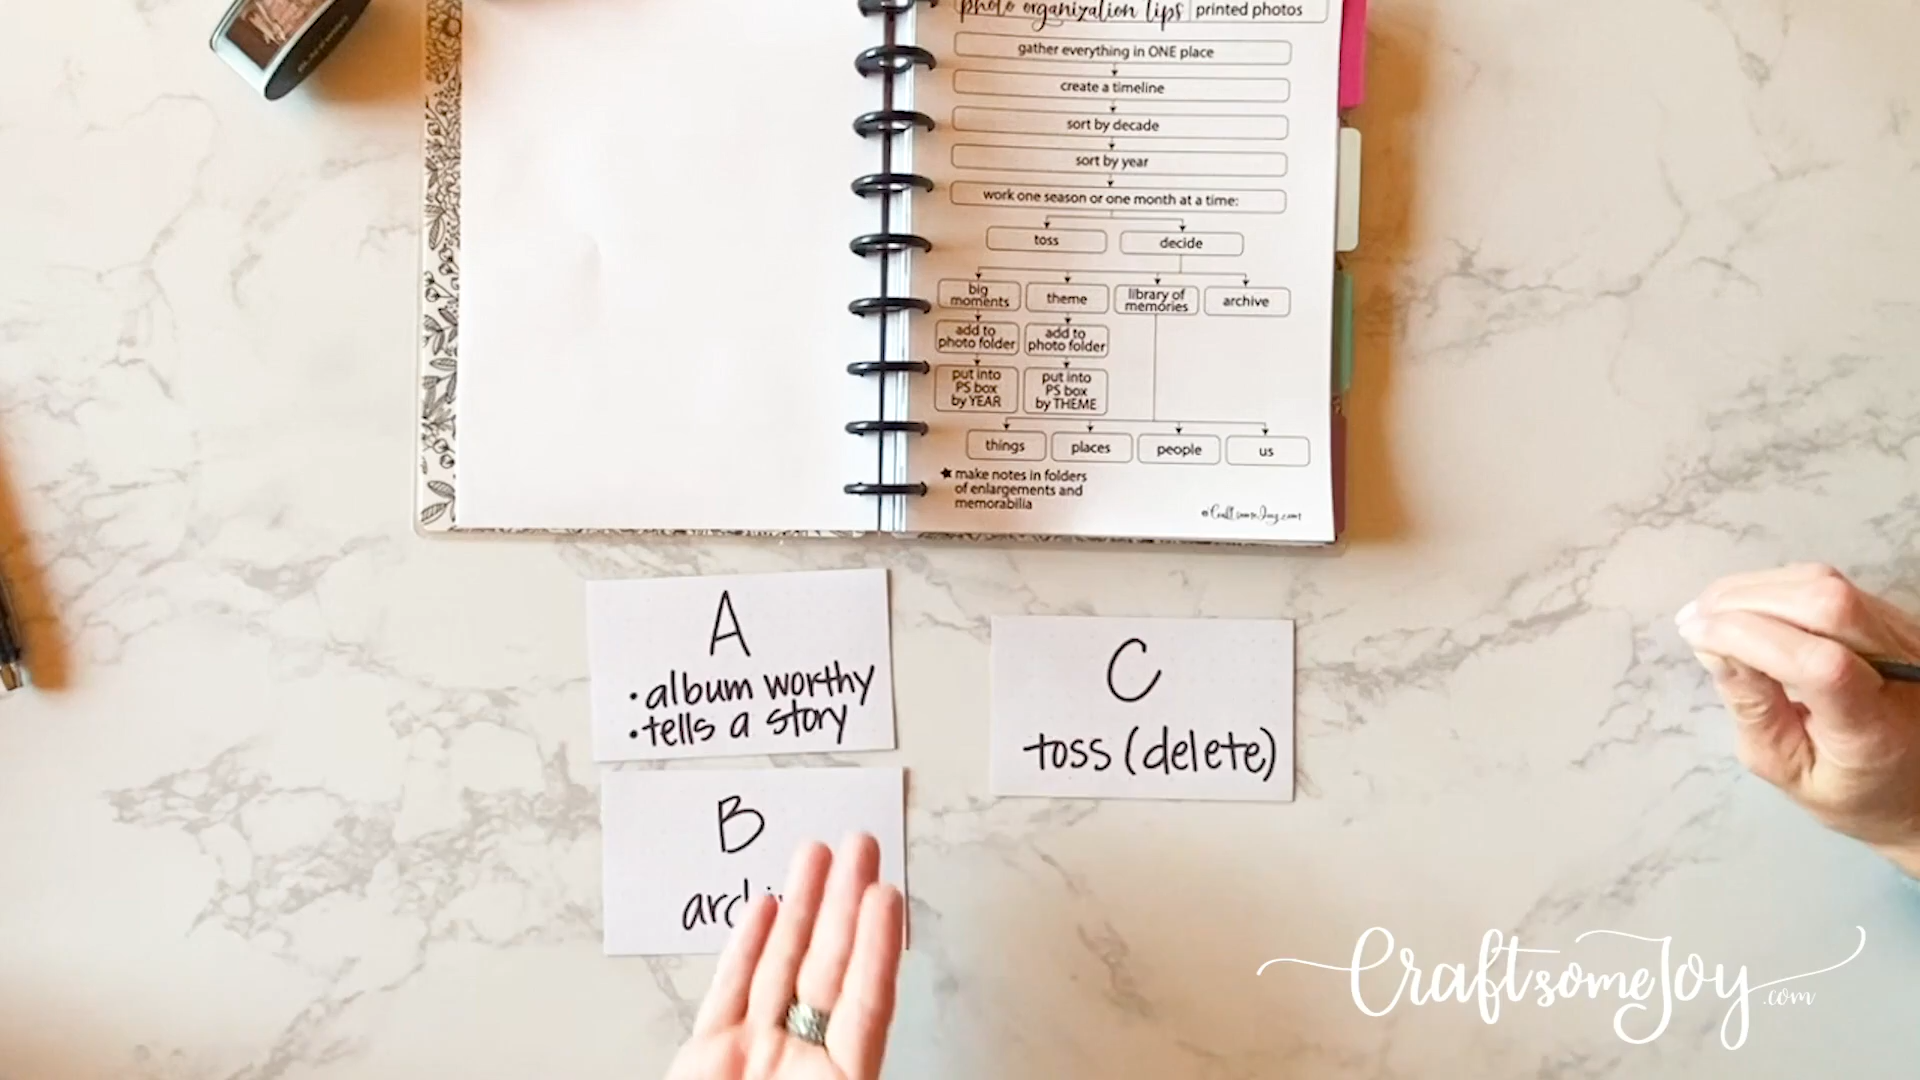 photo organization tips printed photos
gather everything in ONE place
create a timeline
sort by decade
sort by year
work one season or one month at a time:
toss
decide
big
moments
theme
library of
memories
archive
add to
photo folder
add to
photo folder
put into
PS box
by YEAR
put into
PS box
by THEME
things
places
people
us
★ make notes in folders
of enlargements and
memorabilia
©CraftsomeJoy.com
A
• album worthy
• tells a story
B
C
toss (delete)
CraftsomeJoy.com